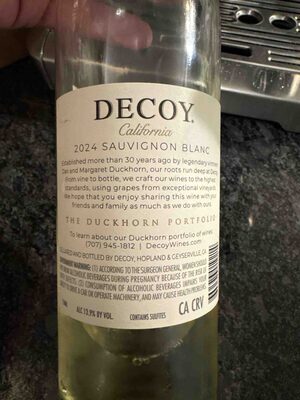 DECOY®
California
2024 SAUVIGNON BLANC
Established more than 30 years ago by legendary vintners
Dan and Margaret Duckhorn, our roots run deep at Decoy.
From vine to bottle, we craft our wines to the highest
standards, using grapes from exceptional vineyards.
We hope that you enjoy sharing this wine with your
friends and family as much as we do with ours.
THE DUCKHORN PORTFOLIO
To learn about our Duckhorn portfolio of wines
(707) 945-1812 | DecoyWines.com
CELLARED AND BOTTLED BY DECOY, HOPLAND & GEYSERVILLE, CA
GOVERNMENT WARNING: (1) ACCORDING TO THE SURGEON GENERAL, WOMEN SHOULD
NOT DRINK ALCOHOLIC BEVERAGES DURING PREGNANCY BECAUSE OF THE RISK OF
BIRTH DEFECTS. (2) CONSUMPTION OF ALCOHOLIC BEVERAGES IMPAIRS YOUR
ABILITY TO DRIVE A CAR OR OPERATE MACHINERY, AND MAY CAUSE HEALTH PROBLEMS.
ALC 13.9% BY VOL. CONTAINS SULFITES CA CRV